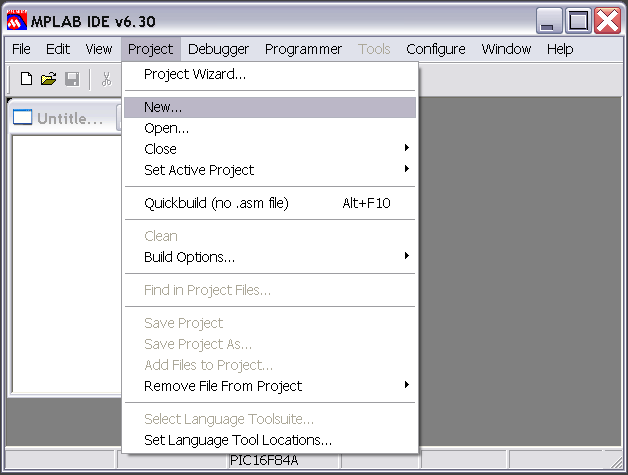 MPLAB IDE v6.30
File Edit View Project Debugger Programmer Tools Configure Window Help
Untitle...
Project Wizard...
New...
Open...
Close
Set Active Project
Quickbuild (no .asm file) Alt+F10
Clean
Build Options...
Find in Project Files...
Save Project
Save Project As...
Add Files to Project...
Remove File From Project
Select Language Toolsuite...
Set Language Tool Locations...
PIC16F84A